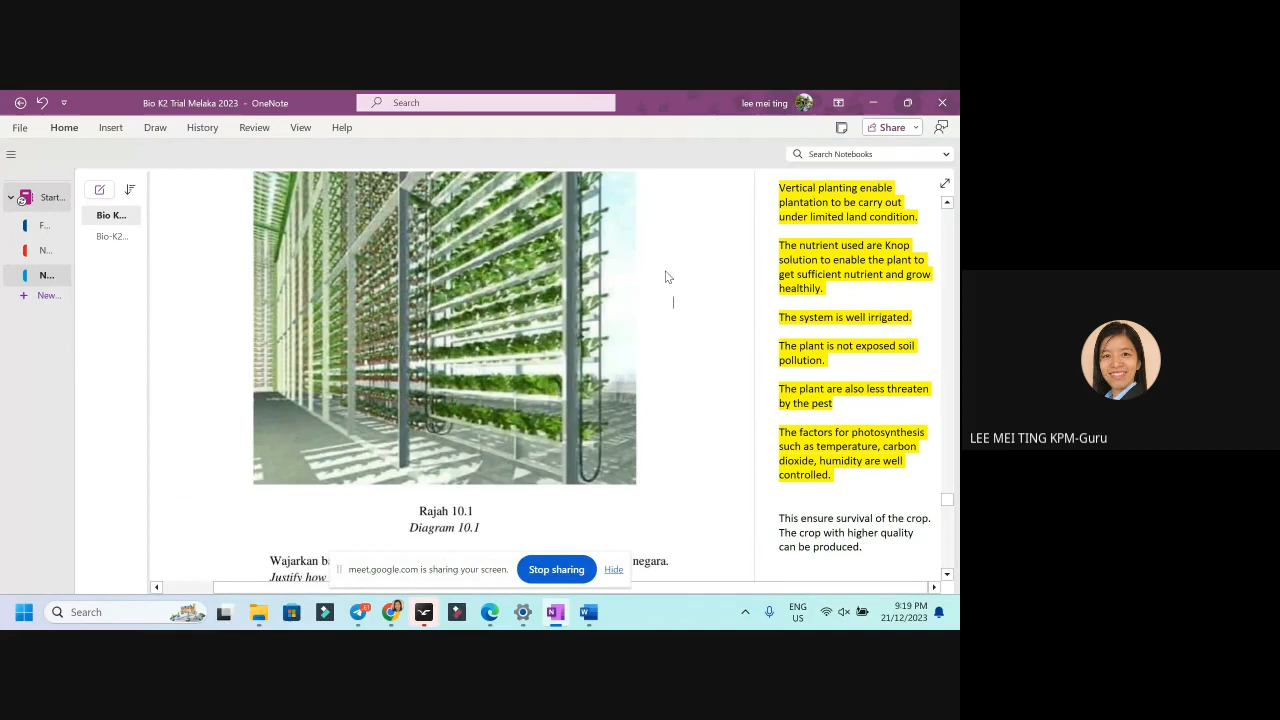 Bio K2 Trial Melaka 2023 - OneNote
Search
lee mei ting
File
Home
Insert
Draw
History
Review
View
Help
Share
Search Notebooks
Start...
F...
N...
N...
+ New...
Bio K...
Bio-K2...
Vertical planting enable
plantation to be carry out
under limited land condition.
The nutrient used are Knop
solution to enable the plant to
get sufficient nutrient and grow
healthily.
The system is well irrigated.
The plant is not exposed soil
pollution.
The plant are also less threaten
by the pest
The factors for photosynthesis
such as temperature, carbon
dioxide, humidity are well
controlled.
This ensure survival of the crop.
The crop with higher quality
can be produced.
Rajah 10.1
Diagram 10.1
Wajarkan
negara.
Justify how
meet.google.com is sharing your screen.
Stop sharing
Hide
LEE MEI TING KPM-Guru
Search
ENG
US
9:19 PM
21/12/2023